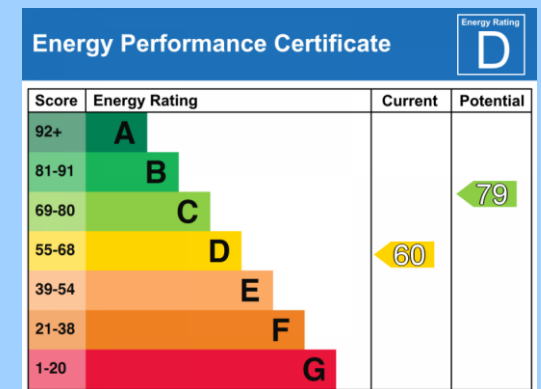 Energy Performance Certificate
Energy Rating
D
Score Energy Rating Current Potential
92+ A
81-91 B
79
69-80 C
55-68 D 60
39-54 E
21-38 F
1-20 G